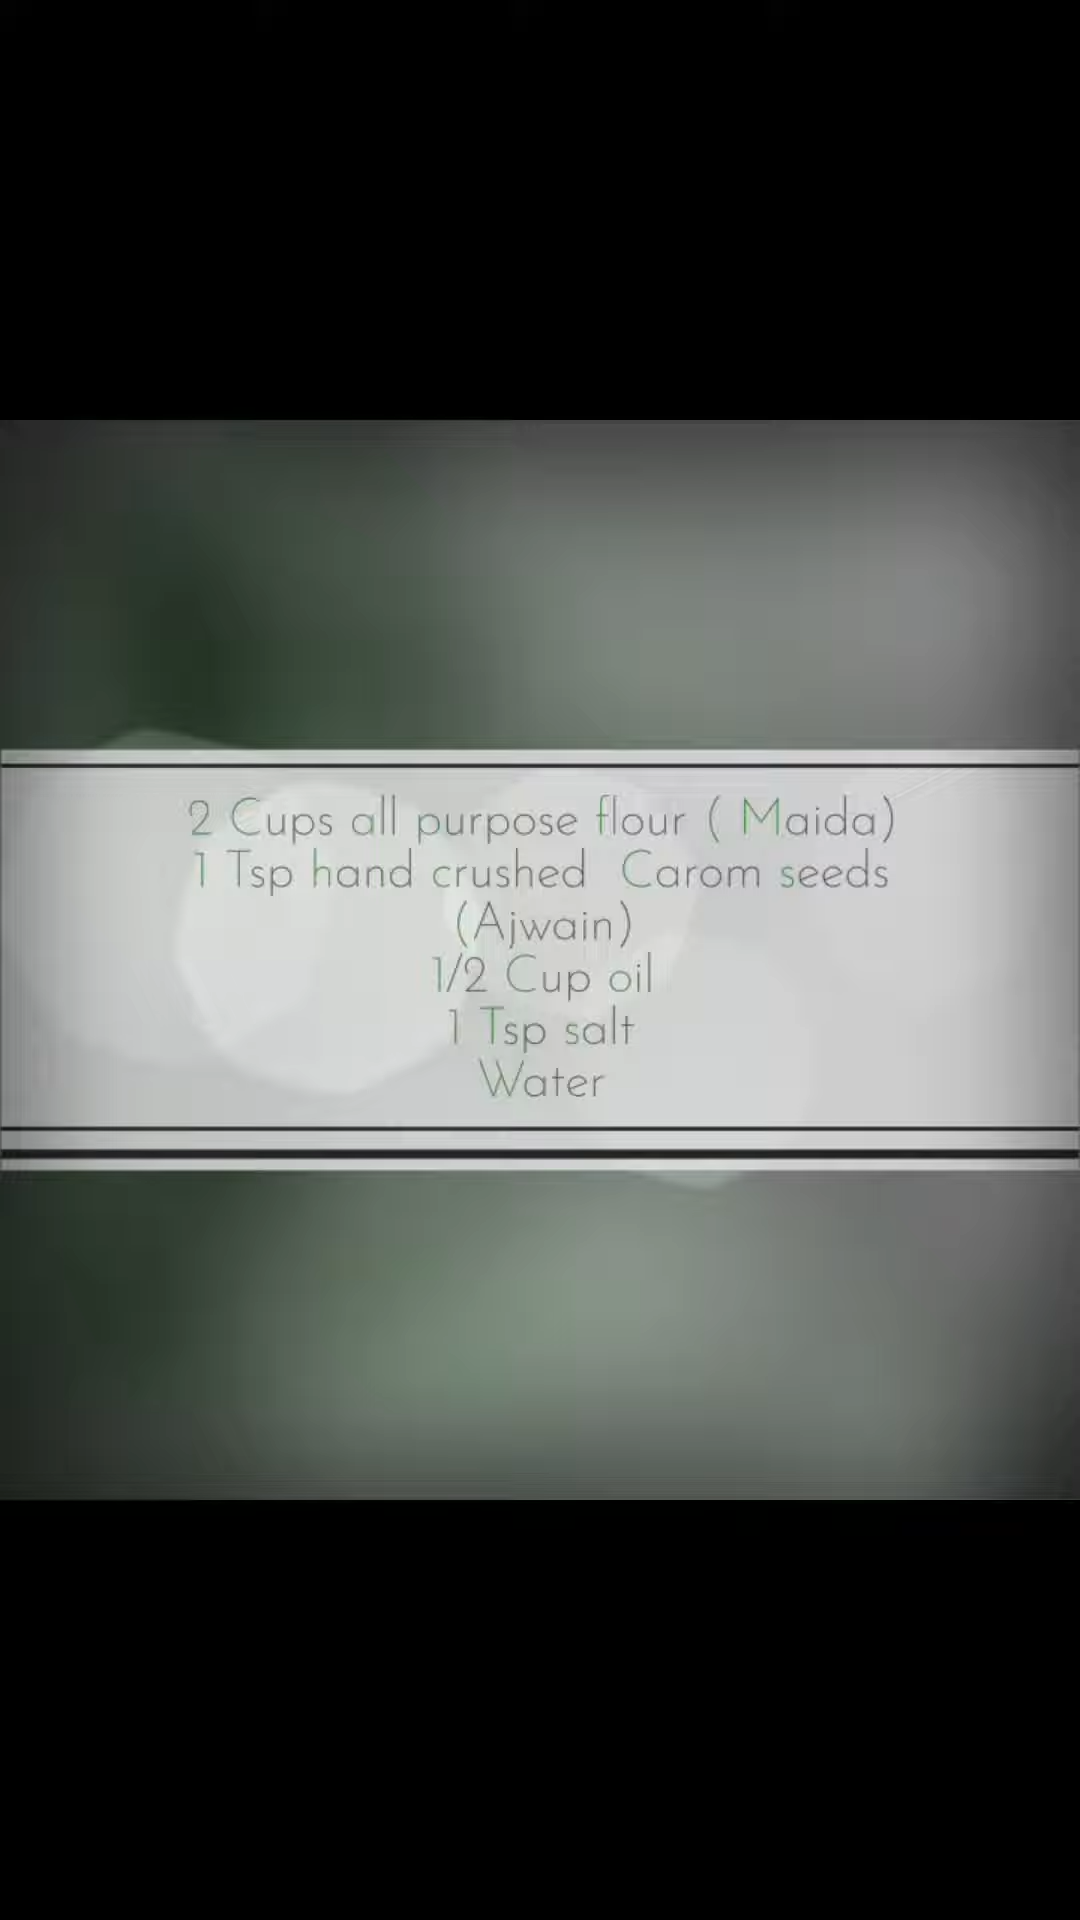 2 Cups all purpose flour ( Maida)
1 Tsp hand crushed  Carom seeds
(Ajwain)
1/2 Cup oil
1 Tsp salt
Water